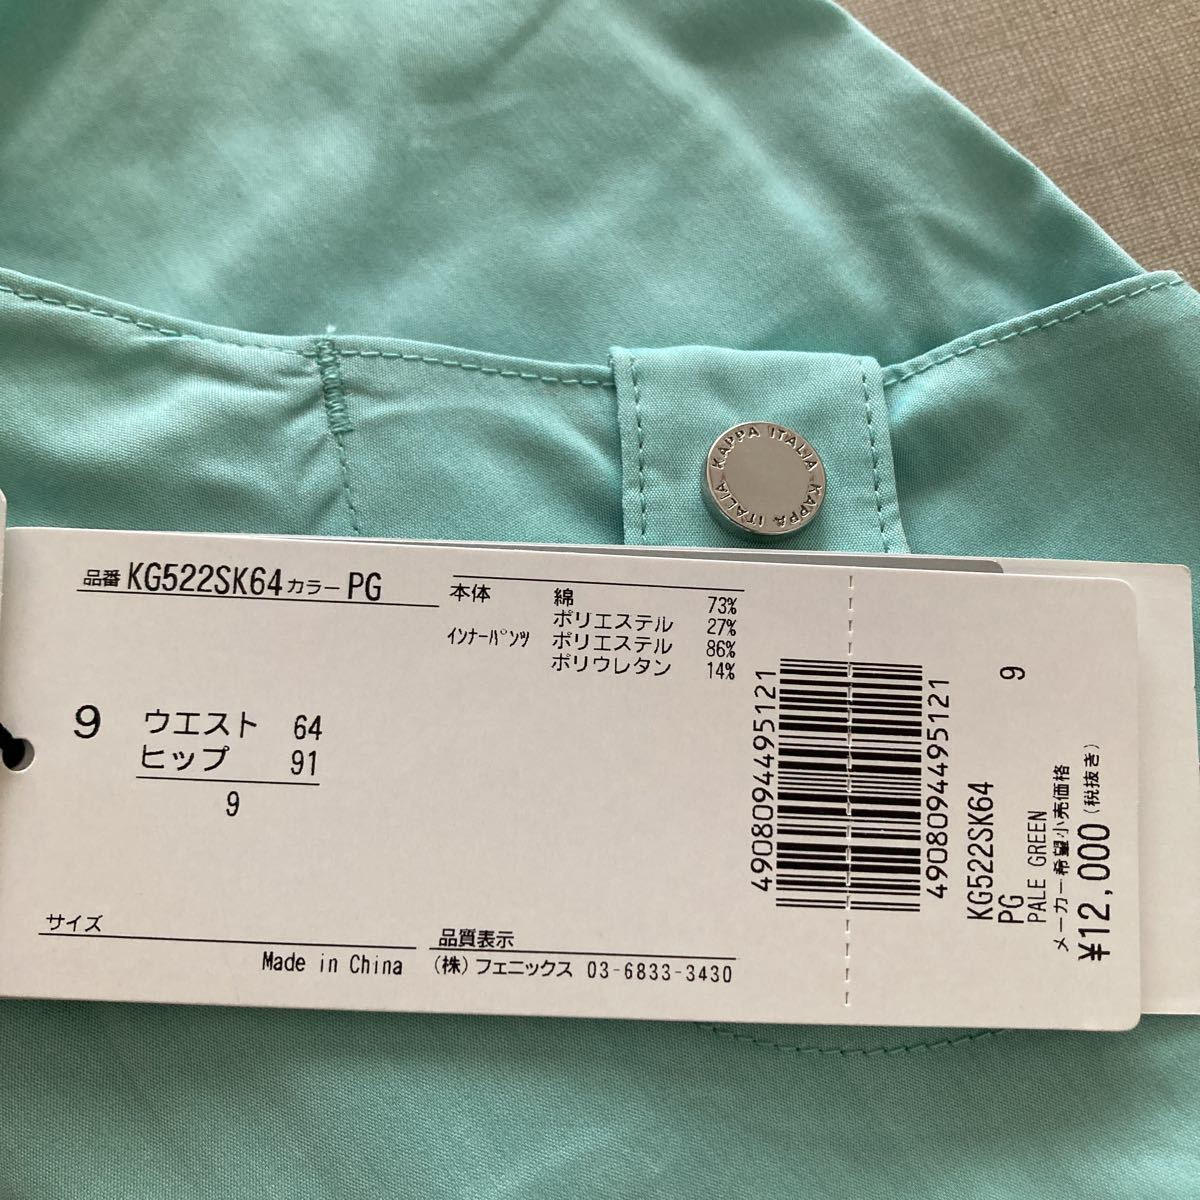 KAPPA ITALIA KAPPA ITALIA
品番 KG522SK64 カラー PG
本体 綿 73%
ポリエステル 27%
インナーパンツ ポリエステル 86%
ポリウレタン 14%
9 ウエスト 64
ヒップ 91
9
サイズ
Made in China
品質表示
(株) フェニックス 03-6833-3430
4908094495121
4908094495121
9
KG522SK64
PG
PALE GREEN
メーカー希望小売価格
¥12,000 (税抜き)